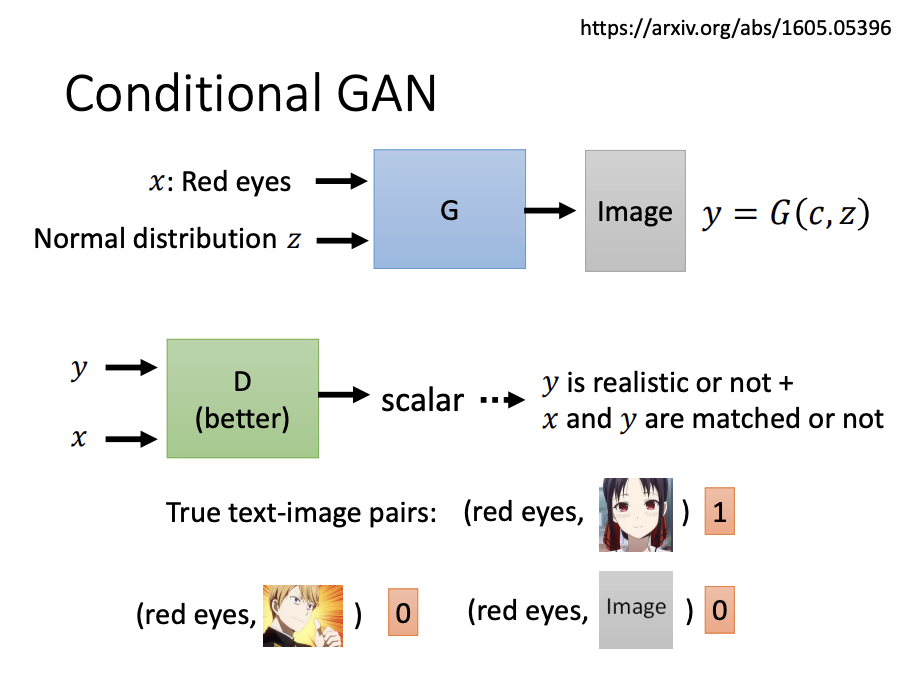 https://arxiv.org/abs/1605.05396
Conditional GAN
x: Red eyes
Normal distribution z
G
Image
y = G(c, z)
y
x
D
(better)
scalar
y is realistic or not +
x and y are matched or not
True text-image pairs: (red eyes, ) 1
(red eyes, ) 0
(red eyes, Image ) 0